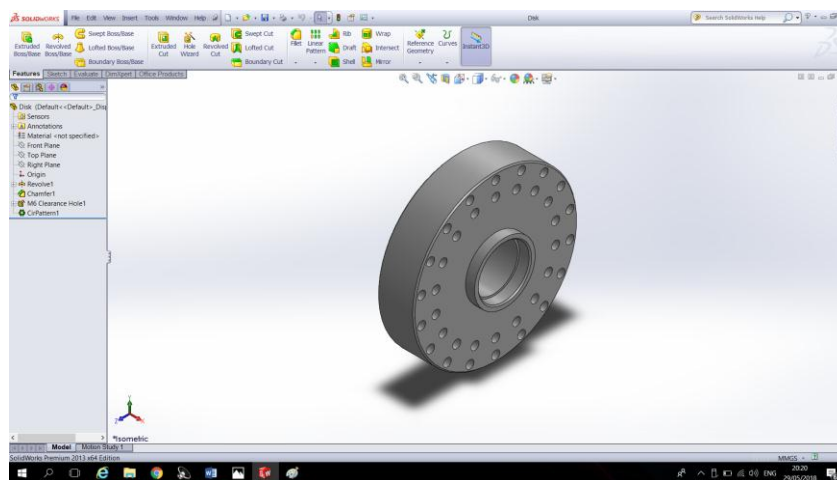 SOLIDWORKS File Edit View Insert Tools Window Help Disk Search SolidWorks Help
Extruded Boss/Base Revolved Boss/Base Swept Boss/Base Lofted Boss/Base Boundary Boss/Base Extruded Cut Hole Wizard Revolved Cut Swept Cut Lofted Cut Boundary Cut Fillet Linear Pattern Rib Draft Shell Wrap Intersect Mirror Reference Geometry Curves Instant3D
Features Sketch Evaluate DimXpert Office Products
Disk (Default<<Default>_Disp
Sensors
Annotations
Material <not specified>
Front Plane
Top Plane
Right Plane
Origin
Revolve1
Chamfer1
M6 Clearance Hole1
CirPattern1
*Isometric
Model Motion Study 1
SolidWorks Premium 2013 x64 Edition MMGS
ENG 20:20
29/05/2018